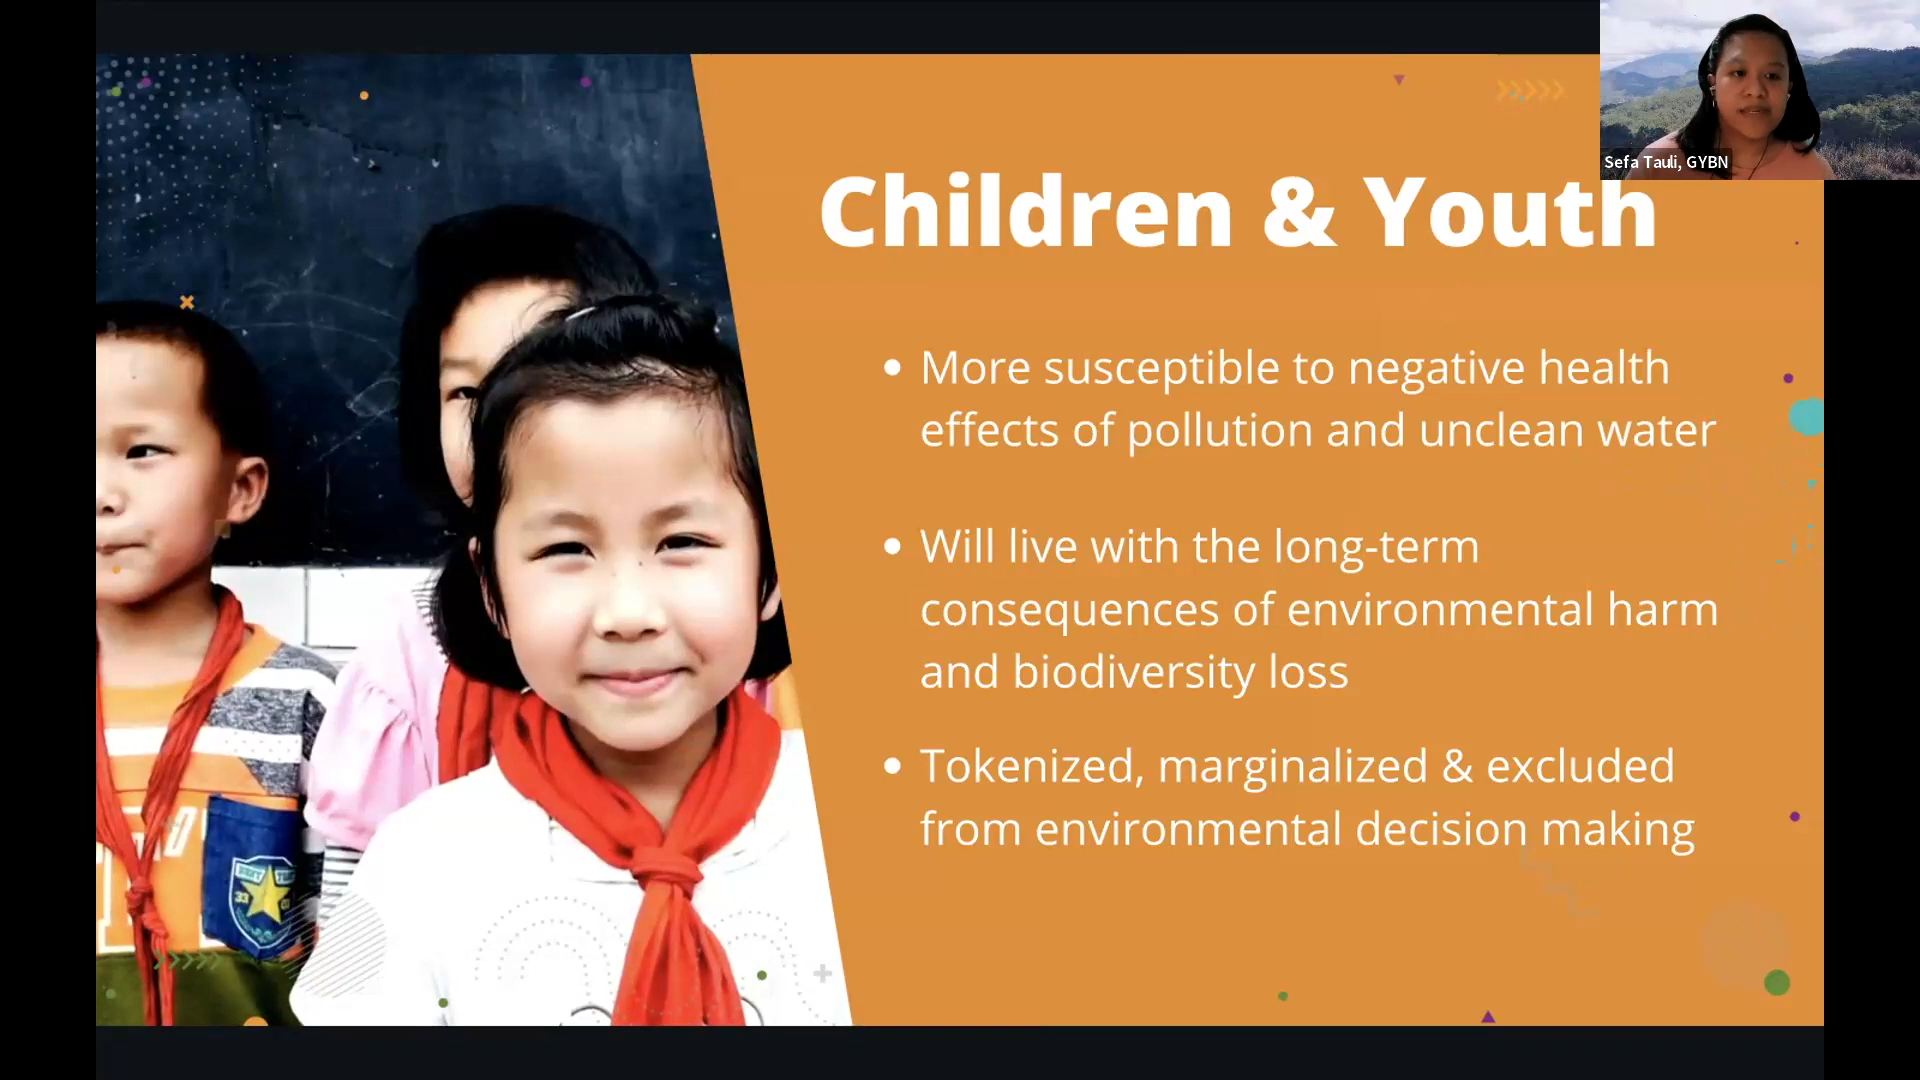 Sefa Tauli, GYBN
Children & Youth
• More susceptible to negative health
effects of pollution and unclean water
• Will live with the long-term
consequences of environmental harm
and biodiversity loss
• Tokenized, marginalized & excluded
from environmental decision making
33